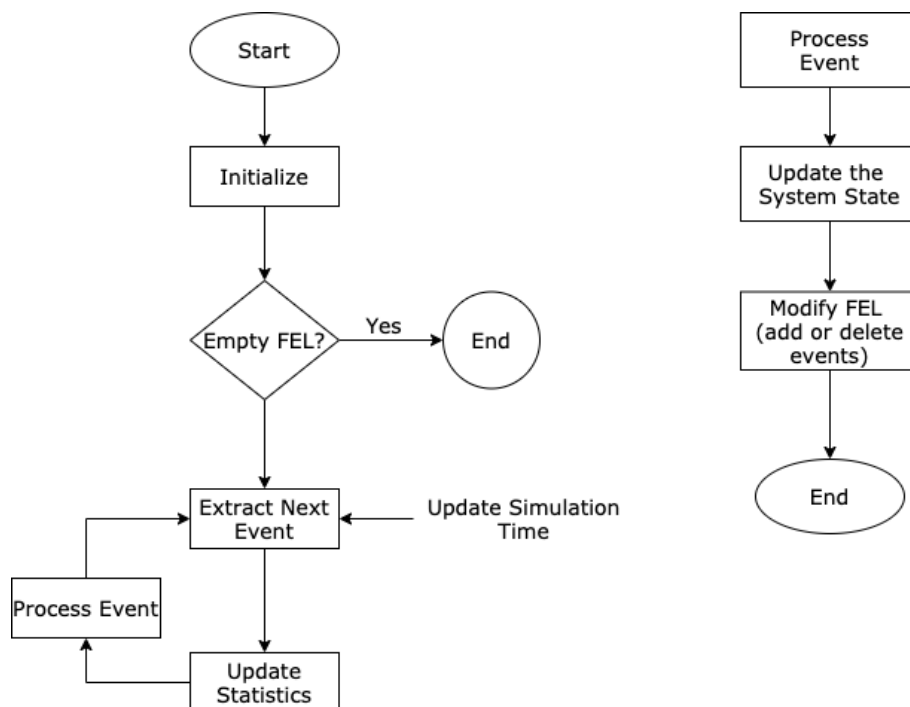 Start
Initialize
Empty FEL?
Yes
End
Extract Next
Event
Update Simulation
Time
Process Event
Update
Statistics
Process
Event
Update the
System State
Modify FEL
(add or delete
events)
End